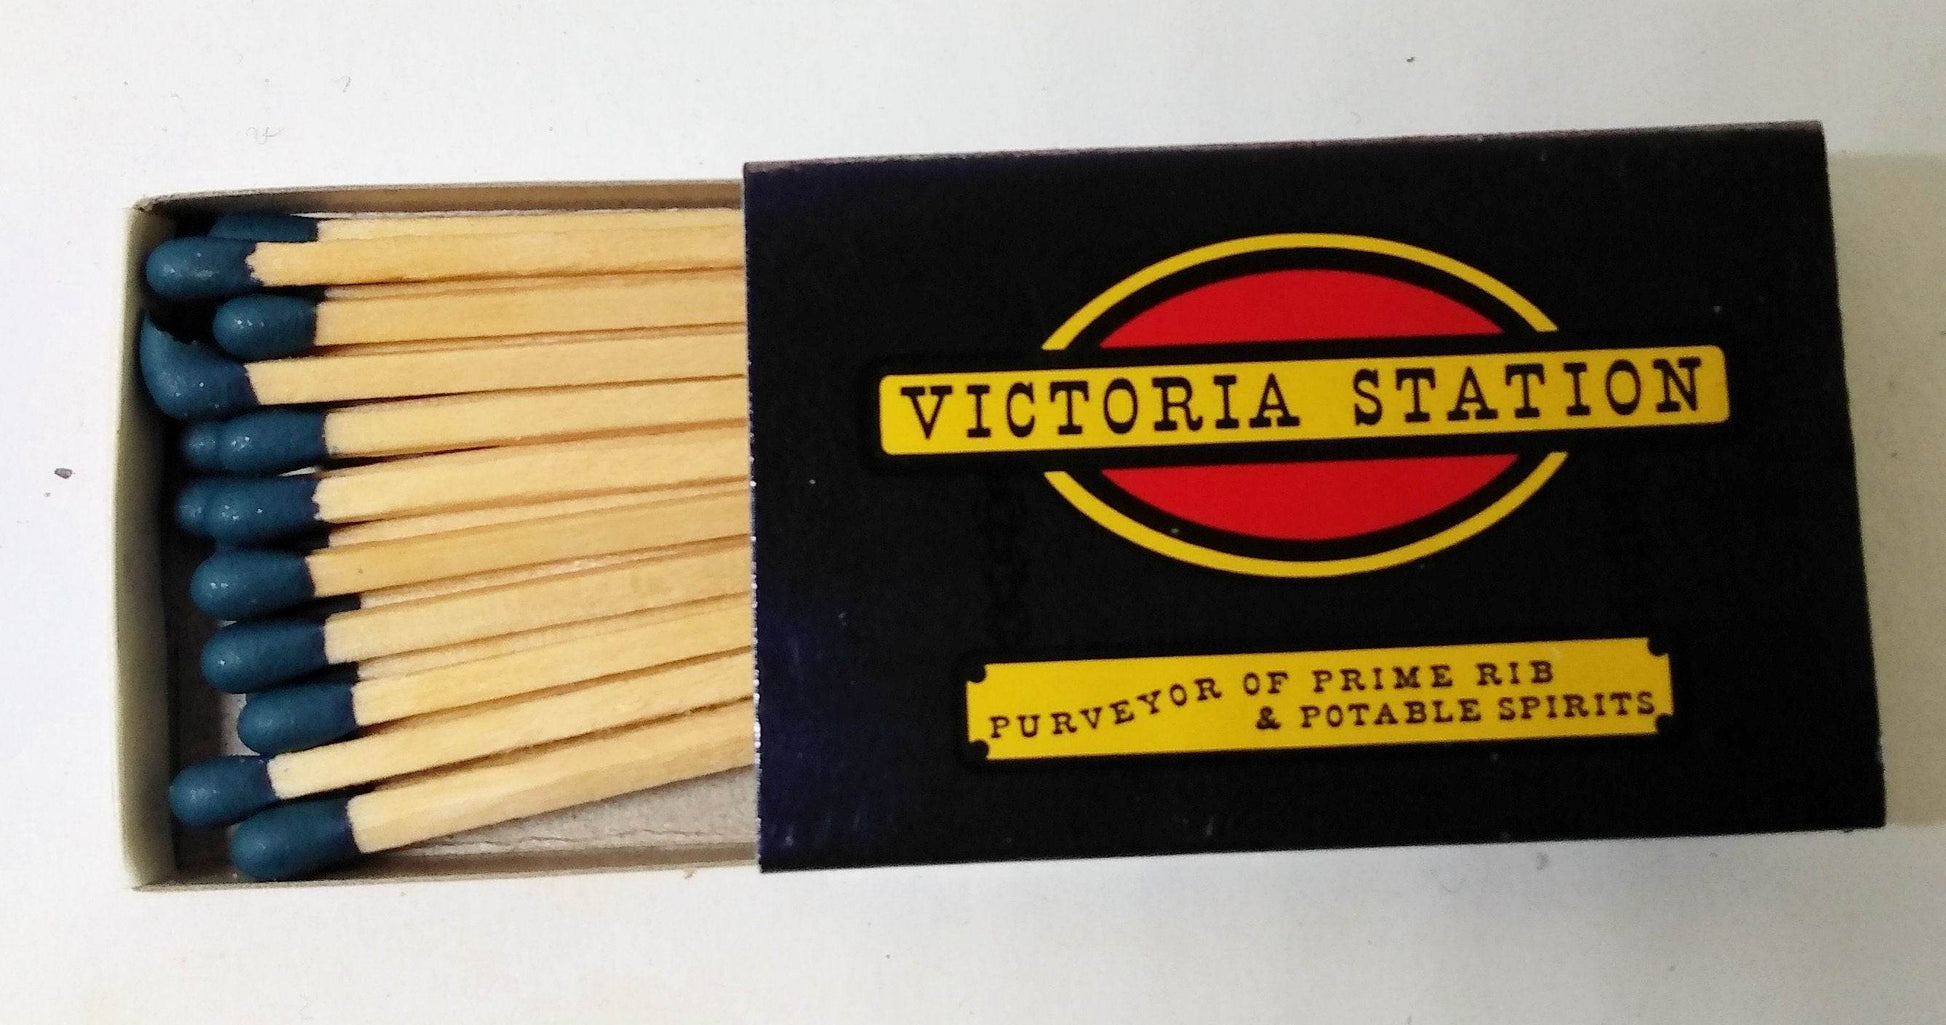 VICTORIA STATION
PURVEYOR OF PRIME RIB
& POTABLE SPIRITS